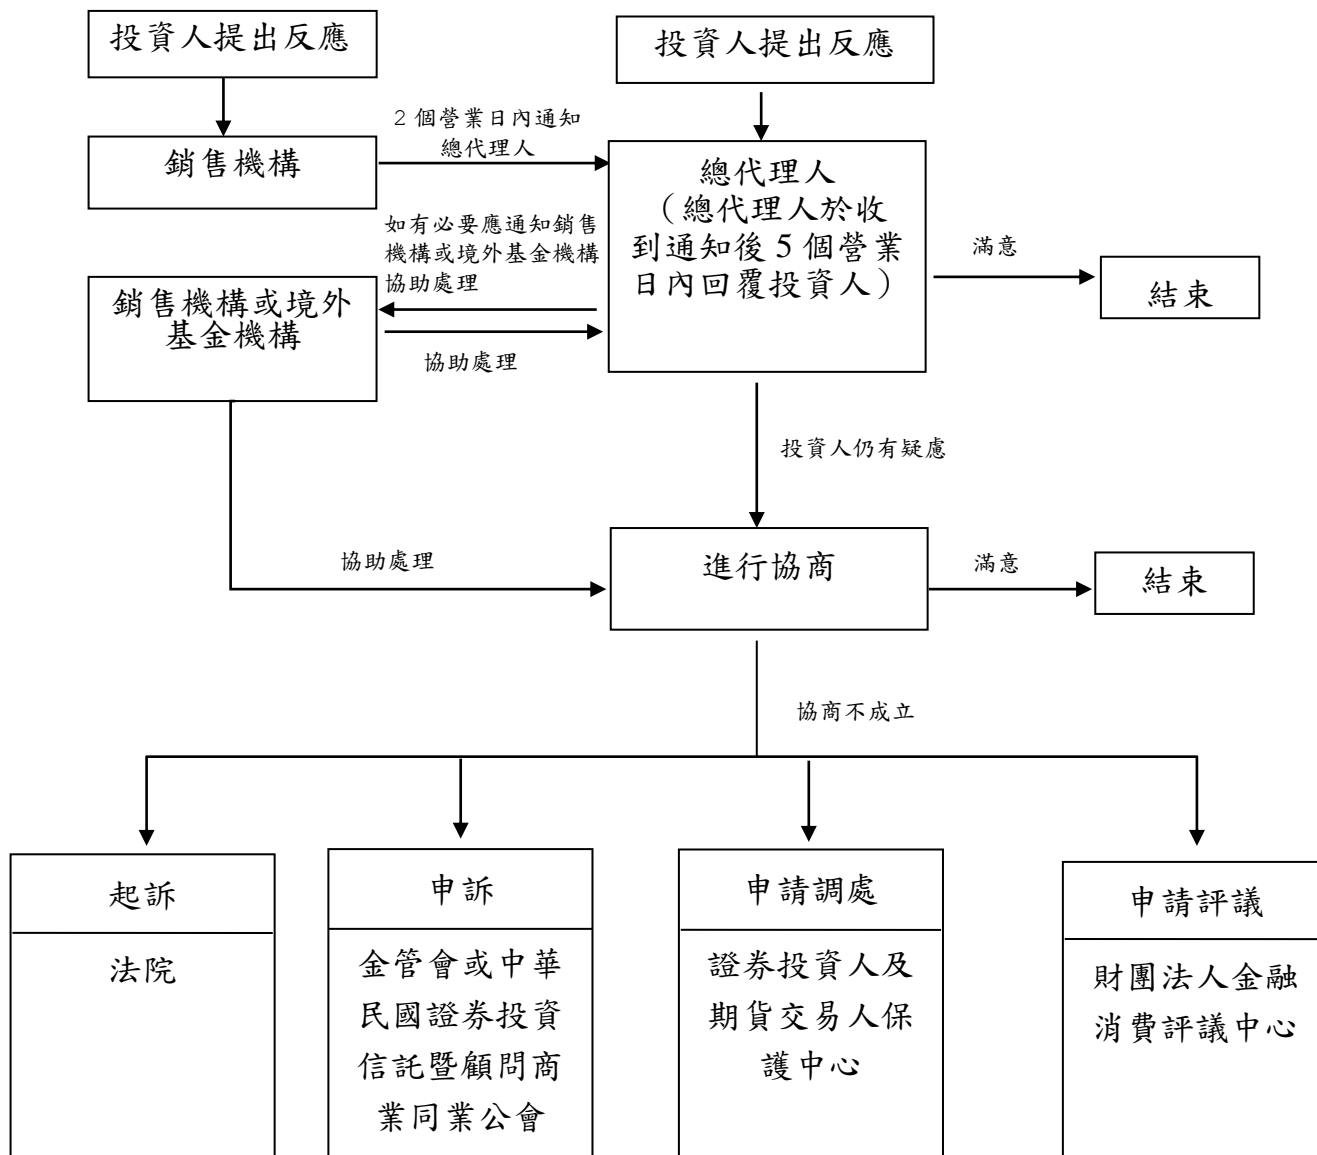 投資人提出反應
投資人提出反應
2 個營業日內通知
總代理人
銷售機構
總代理人
（總代理人於收
到通知後 5 個營業
日內回覆投資人）
如有必要應通知銷售
機構或境外基金機構
協助處理
滿意
結束
銷售機構或境外
基金機構
協助處理
投資人仍有疑慮
協助處理
進行協商
滿意
結束
協商不成立
起訴
法院
申訴
金管會或中華
民國證券投資
信託暨顧問商
業同業公會
申請調處
證券投資人及
期貨交易人保
護中心
申請評議
財團法人金融
消費評議中心